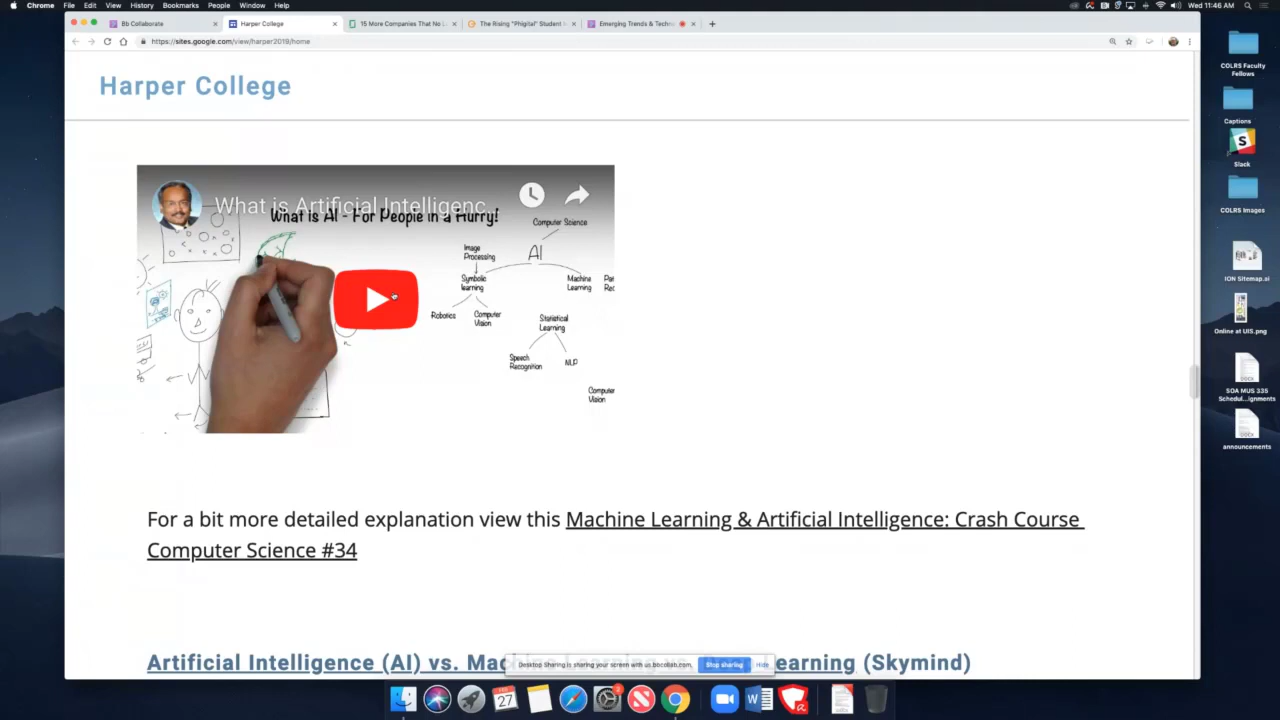 Chrome File Edit View History Bookmarks People Window Help
Wed 11:46 AM
Bb Collaborate
Harper College
15 More Companies That No L
The Rising "Phigital" Student
Emerging Trends & Techn
https://sites.google.com/view/harper2019/home
Harper College
What is Artificial Intelligenc
What is AI - For People in a Hurry!
Computer Science
AI
Image
Processing
Symbolic
learning
Machine
Learning
Robotics
Computer
Vision
Statistical
Learning
Speech
Recognition
NLP
Computer
Vision
For a bit more detailed explanation view this Machine Learning & Artificial Intelligence: Crash Course
Computer Science #34
Artificial Intelligence (AI) vs. Mac
Learning (Skymind)
Desktop Sharing is sharing your screen with us.bbcollab.com.
Stop sharing
Hide
COLRS Faculty
Fellows
Captions
Slack
COLRS Images
ION Sitemap.ai
Online at UIS.png
SOA MUS 335
Schedul...ignments
announcements
27